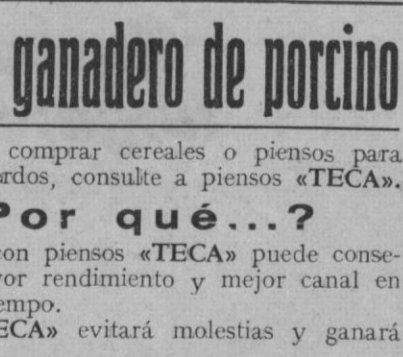 ganadero de porcino
comprar cereales o piensos para
rdos, consulte a piensos «TECA».
Por qué...?
con piensos «TECA» puede conse-
or rendimiento y mejor canal en
empo.
ECA» evitará molestias y ganará